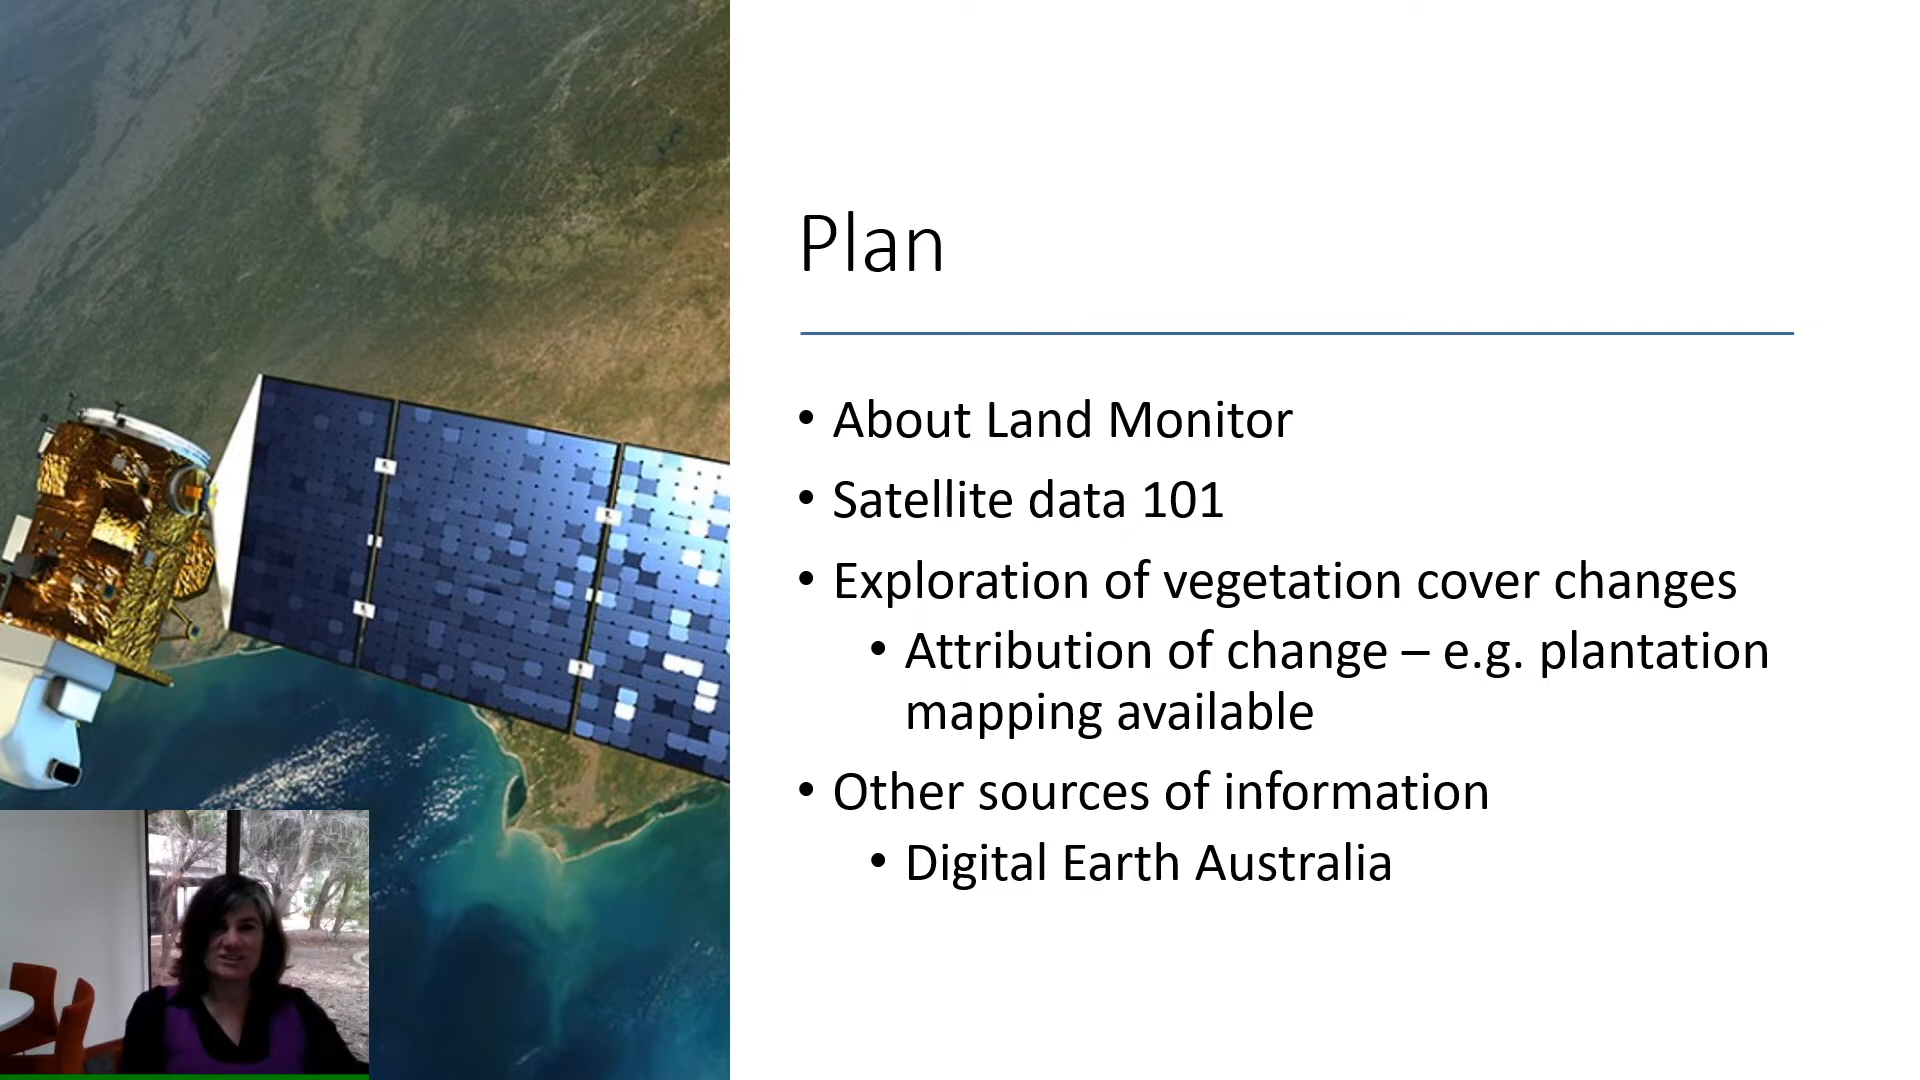 Plan
• About Land Monitor
• Satellite data 101
• Exploration of vegetation cover changes
• Attribution of change – e.g. plantation
mapping available
• Other sources of information
• Digital Earth Australia